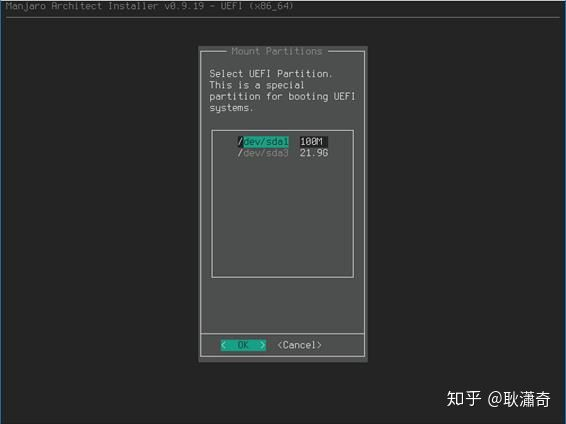 Manjaro Architect Installer v0.9.19 - UEFI (x86_64)
Mount Partitions
Select UEFI Partition.
This is a special
partition for booting UEFI
systems.
/dev/sda1 100M
/dev/sda3 21.9G
< OK > <Cancel>
知乎 @耿潇奇